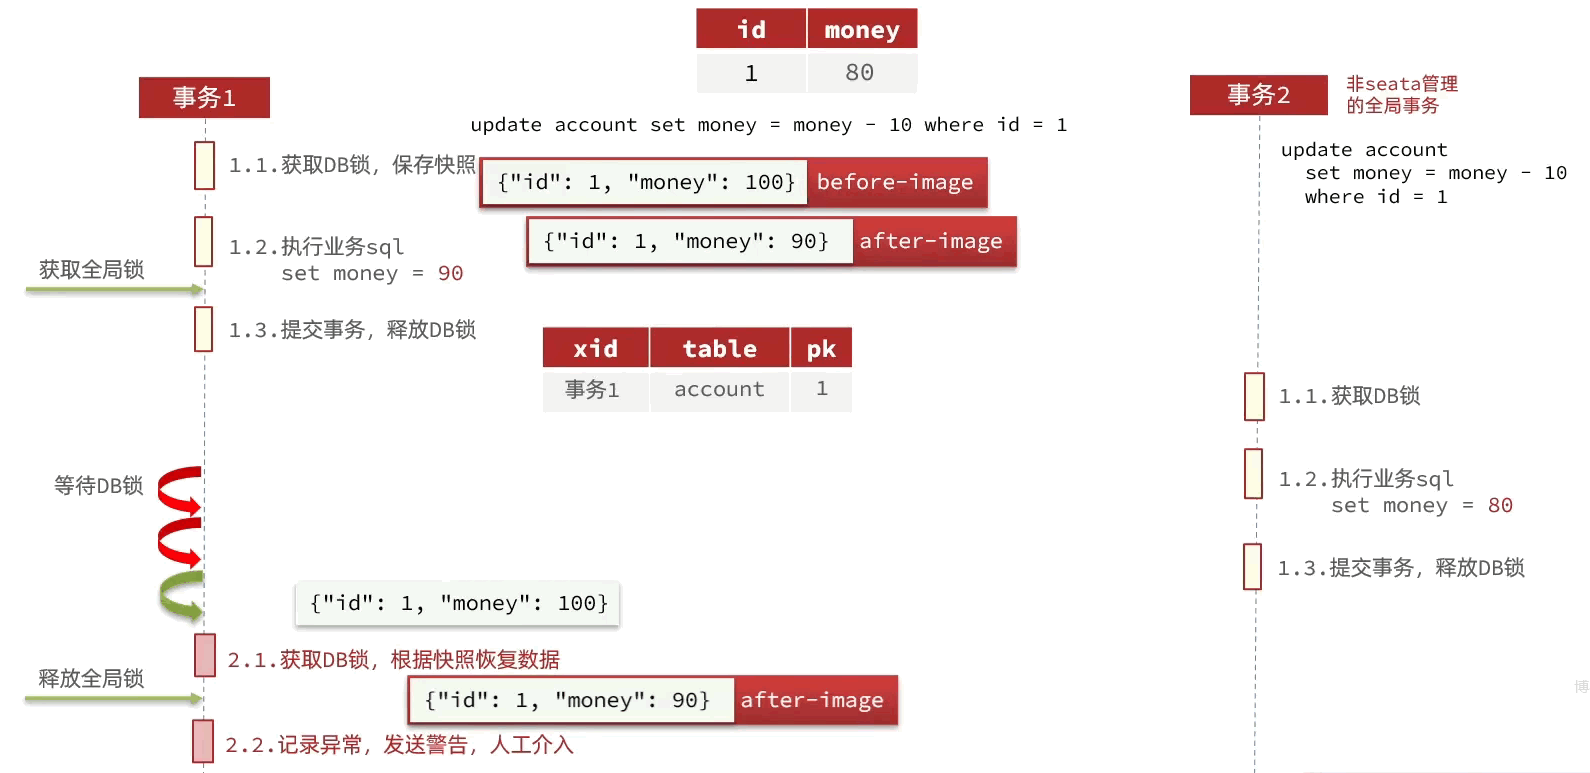 id money
1 80
事务1
事务2
非seata管理
的全局事务
update account set money = money - 10 where id = 1
update account
set money = money - 10
where id = 1
1.1.获取DB锁，保存快照
{"id": 1, "money": 100} before-image
1.2.执行业务sql
set money = 90
{"id": 1, "money": 90} after-image
获取全局锁
1.3.提交事务，释放DB锁
xid table pk
事务1 account 1
1.1.获取DB锁
等待DB锁
1.2.执行业务sql
set money = 80
1.3.提交事务，释放DB锁
{"id": 1, "money": 100}
2.1.获取DB锁，根据快照恢复数据
释放全局锁
{"id": 1, "money": 90} after-image
2.2.记录异常，发送警告，人工介入
博